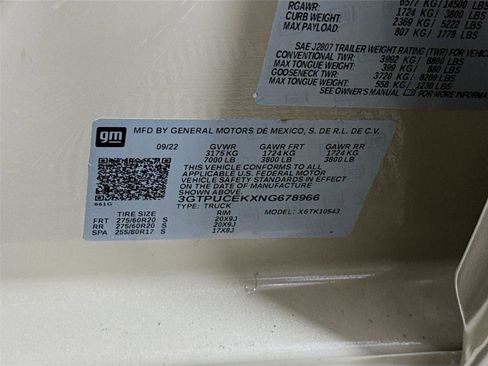 RGAWR: 6577 KG/ 14500 LBS
1724 KG / 3800 LBS
CURB WEIGHT: 2369 KG / 5222 LBS
MAX PAYLOAD: 807 KG / 1778 LBS
SAE J2807 TRAILER WEIGHT RATING (TWR) FOR VEHIC
CONVENTIONAL TWR: 3992 KG / 8800 LBS
MAX TONGUE WEIGHT: 399 KG / 880 LBS
GOOSENECK TWR: 3720 KG / 8200 LBS
MAX TONGUE WEIGHT: 558 KG / 1230 LBS
SEE OWNER'S MANUAL FOR MORE INFORMA
gm
MFD BY GENERAL MOTORS DE MEXICO, S. DE R.L. DE C.V.
09/22 GVWR GAWR FRT GAWR RR
3175 KG 1724 KG 1724 KG
7000 LB 3800 LB 3800 LB
THIS VEHICLE CONFORMS TO ALL
APPLICABLE U.S. FEDERAL MOTOR
VEHICLE SAFETY STANDARDS IN EFFECT
ON THE DATE OF MANUFACTURE
SHOWN ABOVE.
3GTPUCEKXNG678966
661G TYPE: TRUCK
TIRE SIZE RIM MODEL: X6TK10543
FRT 275/60R20 S 20X9J
RR 275/60R20 S 20X9J
SPA 255/80R17 S 17X8J